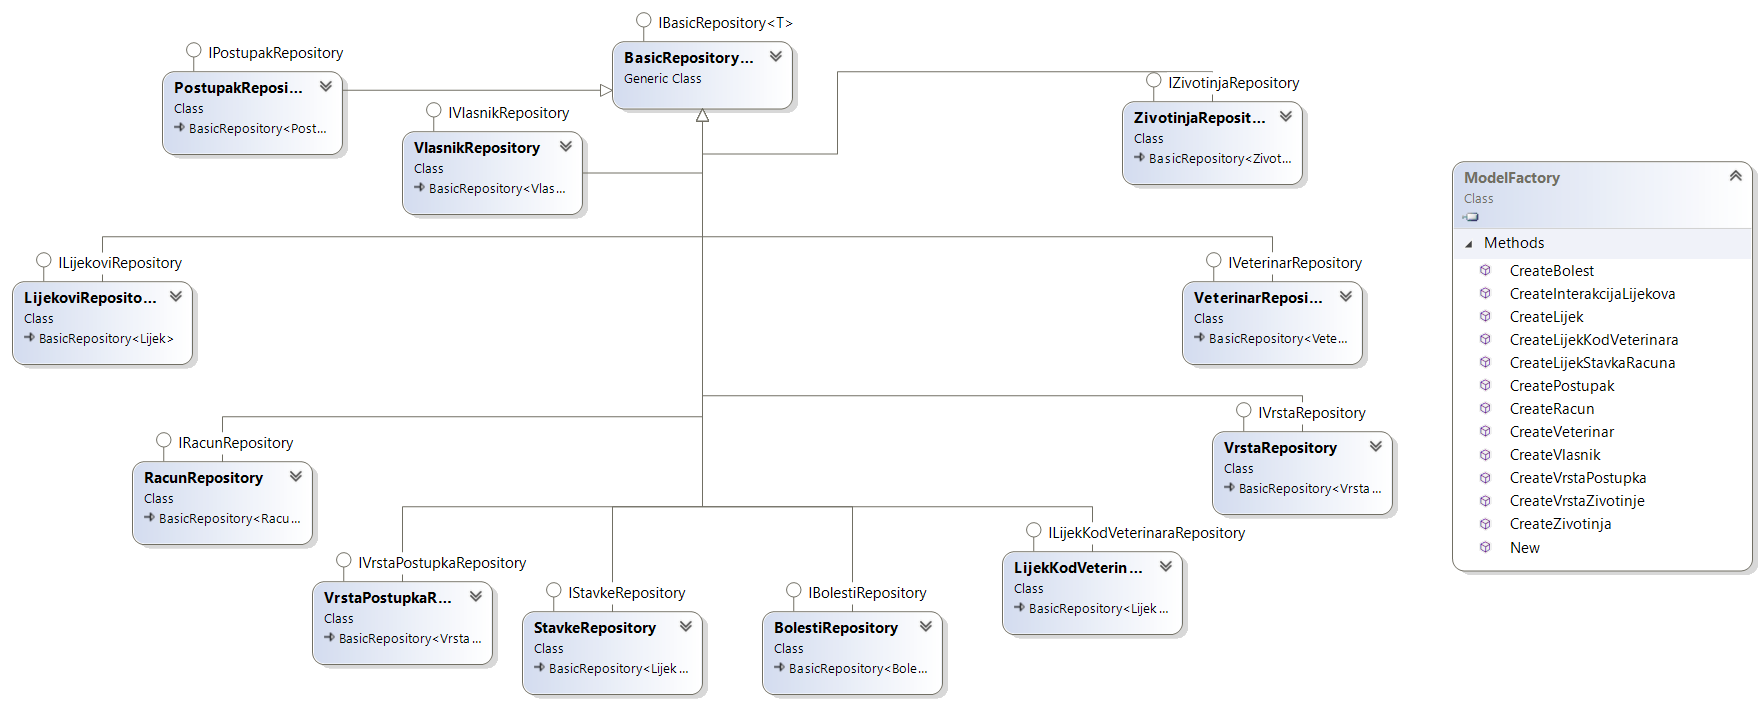 IBasicRepository<T>
BasicRepository...
Generic Class
IPostupakRepository
PostupakReposi...
Class
BasicRepository<Post...
IVlasnikRepository
VlasnikRepository
Class
BasicRepository<Vlas...
IZivotinjaRepository
ZivotinjaReposit...
Class
BasicRepository<Zivot...
ILijekoviRepository
LijekoviReposito...
Class
BasicRepository<Lijek>
IVeterinarRepository
VeterinarReposi...
Class
BasicRepository<Vete...
IRacunRepository
RacunRepository
Class
BasicRepository<Racu...
IVrstaRepository
VrstaRepository
Class
BasicRepository<Vrsta...
IVrstaPostupkaRepository
VrstaPostupkaR...
Class
BasicRepository<Vrsta...
IStavkeRepository
StavkeRepository
Class
BasicRepository<Lijek...
IBolestiRepository
BolestiRepository
Class
BasicRepository<Bole...
ILijekKodVeterinaraRepository
LijekKodVeterin...
Class
BasicRepository<Lijek...
ModelFactory
Class
Methods
CreateBolest
CreateInterakcijaLijekova
CreateLijek
CreateLijekKodVeterinara
CreateLijekStavkaRacuna
CreatePostupak
CreateRacun
CreateVeterinar
CreateVlasnik
CreateVrstaPostupka
CreateVrstaZivotinje
CreateZivotinja
New